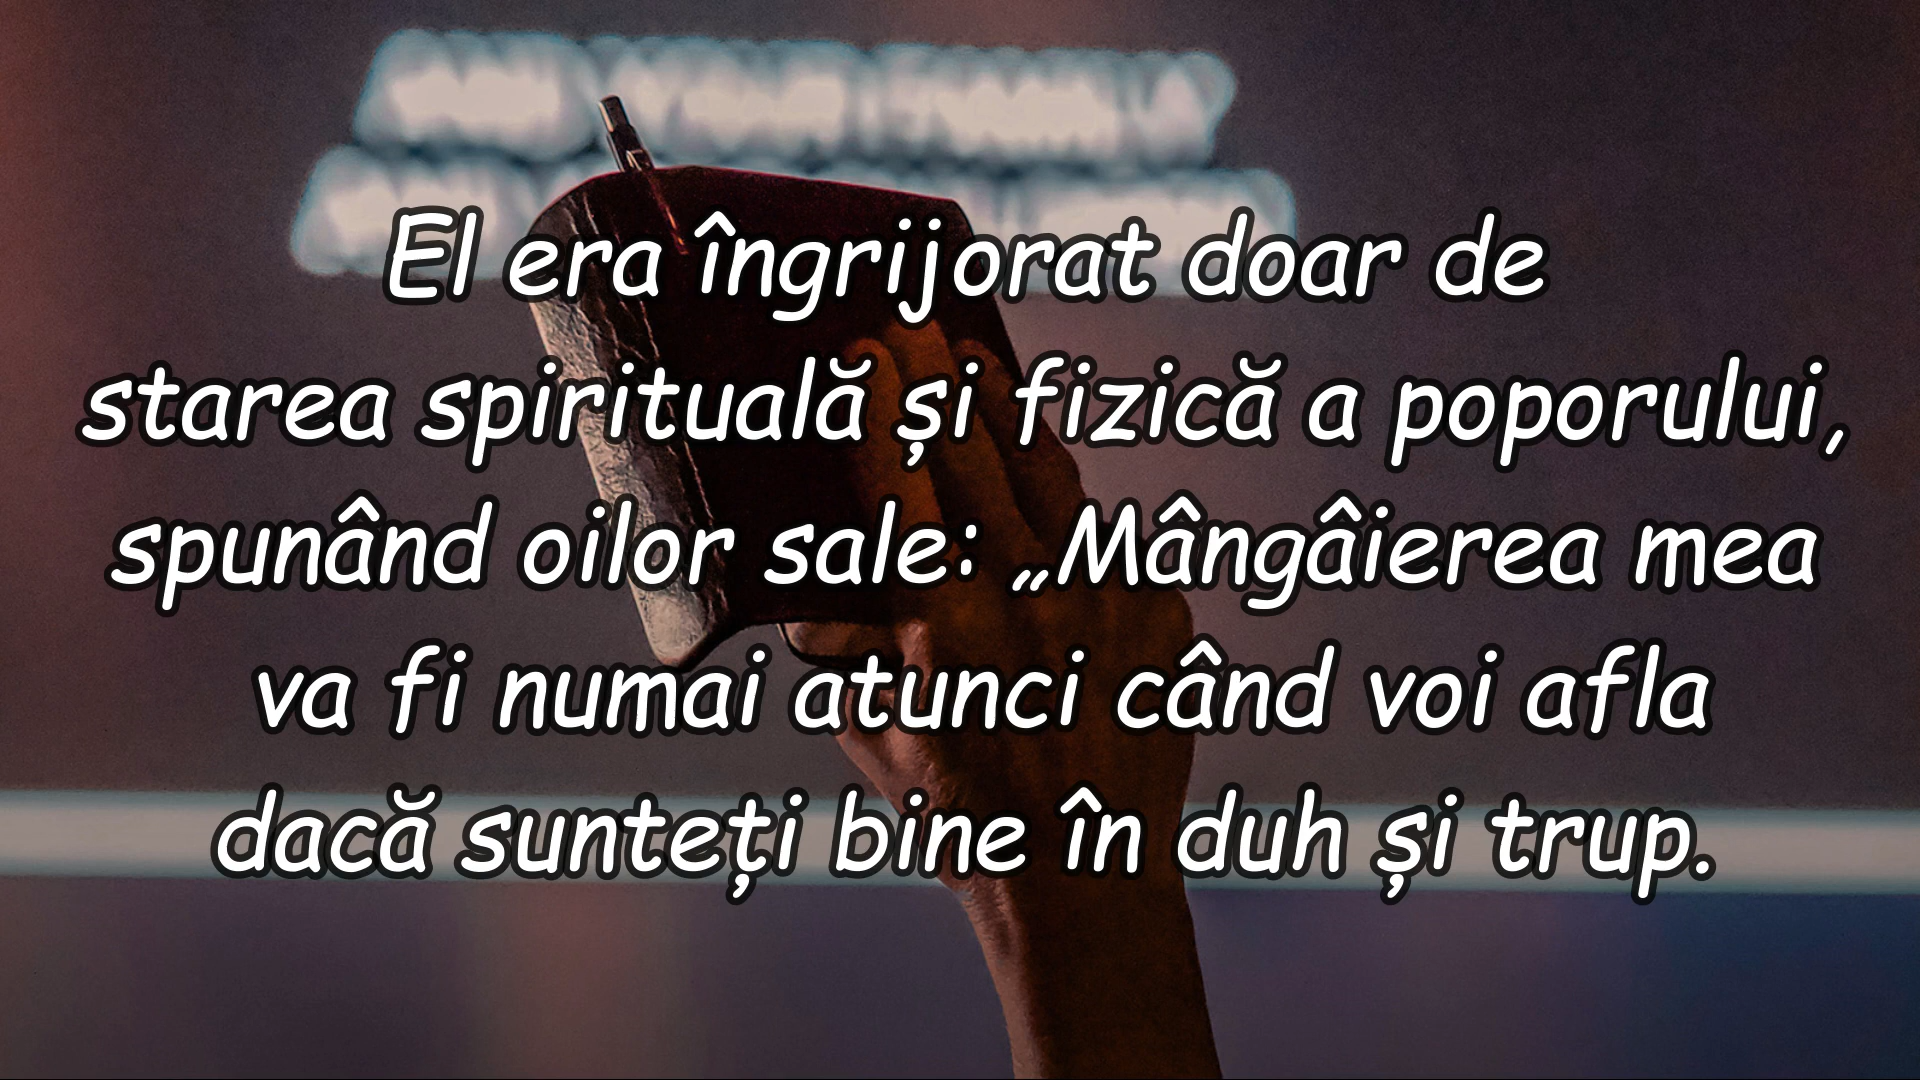 El era îngrijorat doar de
starea spirituală și fizică a poporului,
spunând oilor sale: „Mângâierea mea
va fi numai atunci când voi afla
dacă sunteți bine în duh și trup.